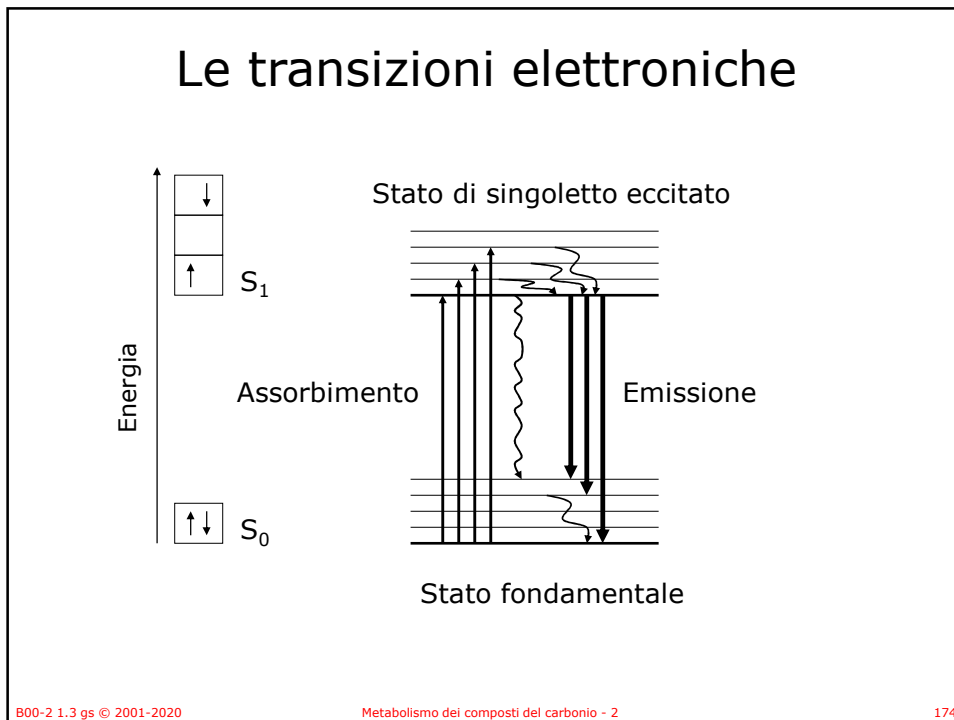 Le transizioni elettroniche
Stato di singoletto eccitato
S₁
Energia
Assorbimento
Emissione
S₀
Stato fondamentale
B00-2 1.3 gs © 2001-2020
Metabolismo dei composti del carbonio - 2
174